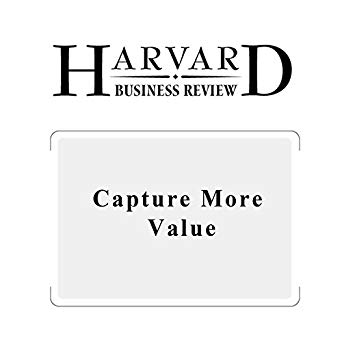 HARVARD
BUSINESS REVIEW
Capture More
Value